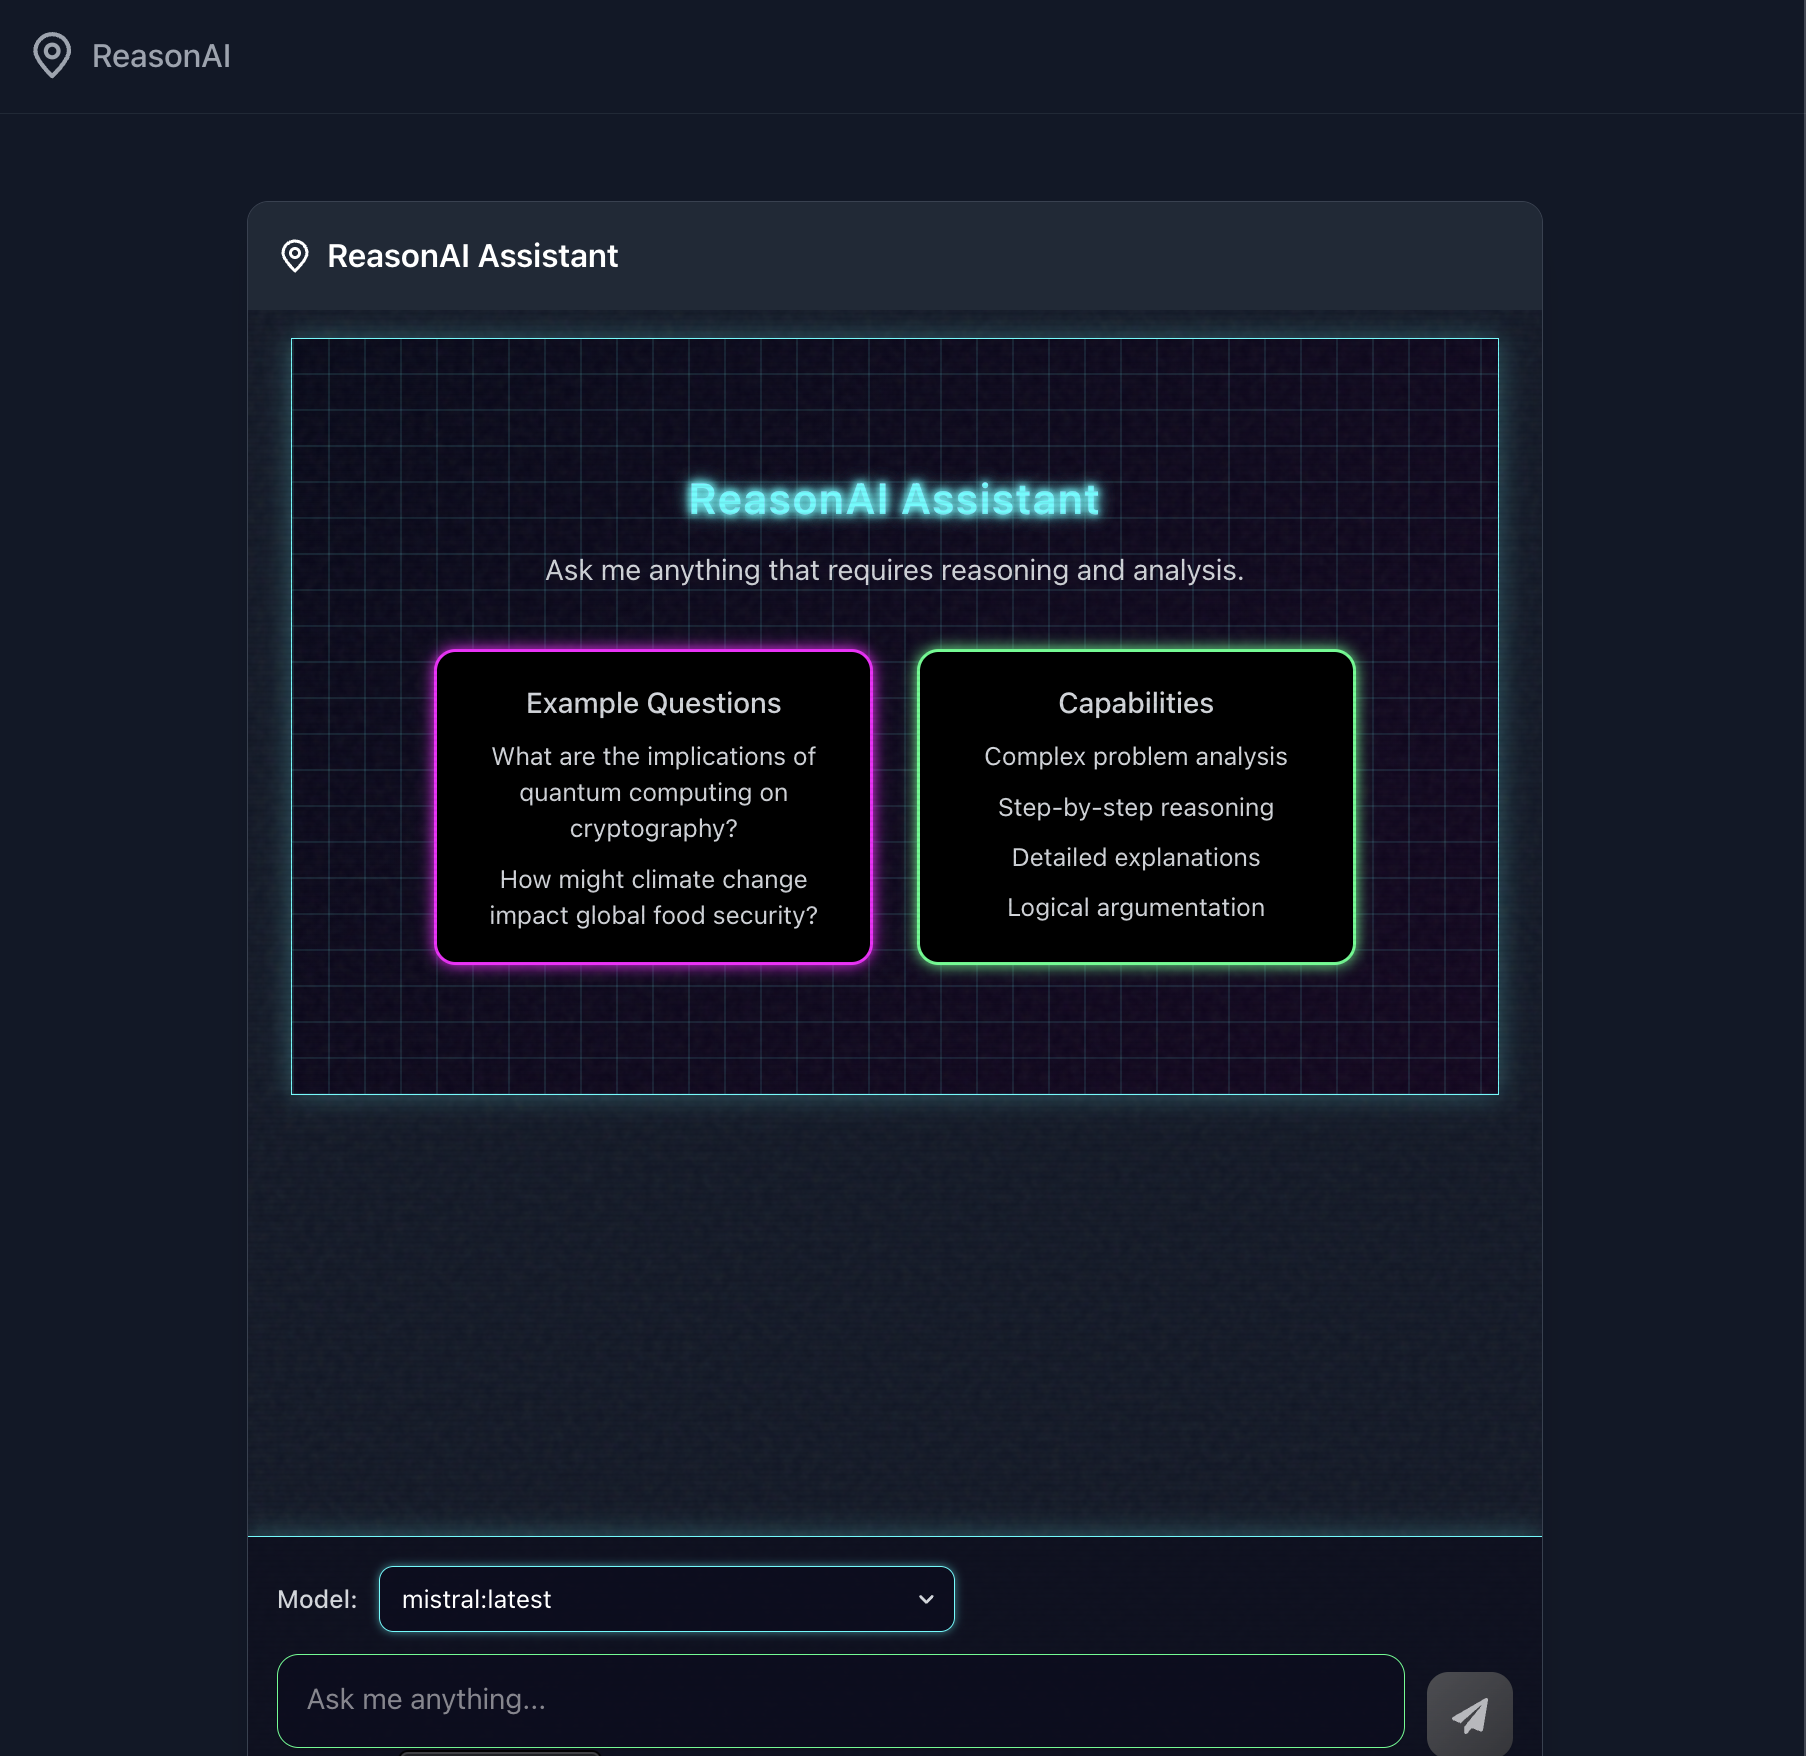 ReasonAI
ReasonAI Assistant
ReasonAI Assistant
Ask me anything that requires reasoning and analysis.
Example Questions
What are the implications of
quantum computing on
cryptography?
How might climate change
impact global food security?
Capabilities
Complex problem analysis
Step-by-step reasoning
Detailed explanations
Logical argumentation
Model:
mistral:latest
Ask me anything...